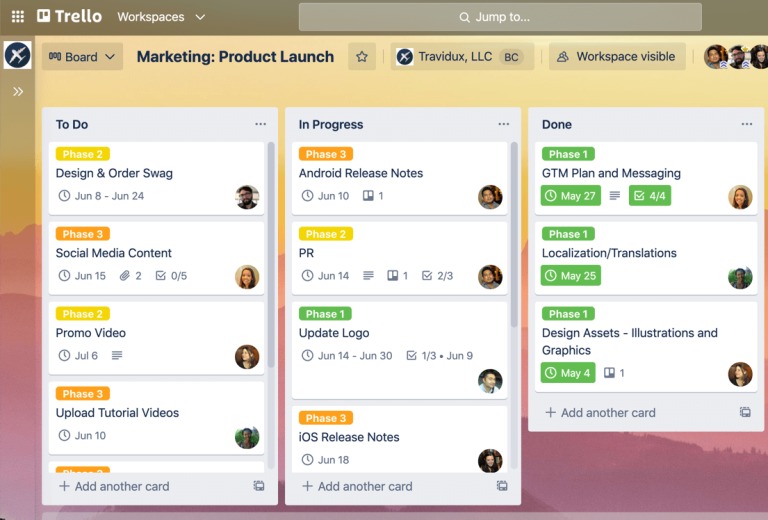 Trello
Workspaces
Jump to...
Board
Marketing: Product Launch
Travidux, LLC
BC
Workspace visible
To Do
Phase 2
Design & Order Swag
Jun 8 - Jun 24
Phase 3
Social Media Content
Jun 15
2
0/5
Phase 2
Promo Video
Jul 6
Phase 3
Upload Tutorial Videos
Jun 10
Phase 3
+ Add another card
In Progress
Phase 3
Android Release Notes
Jun 10
1
Phase 2
PR
Jun 14
1
2/3
Phase 1
Update Logo
Jun 14 - Jun 30
1/3 • Jun 9
Phase 3
iOS Release Notes
Jun 18
+ Add another card
Done
Phase 1
GTM Plan and Messaging
May 27
4/4
Phase 1
Localization/Translations
May 25
Phase 1
Design Assets - Illustrations and
Graphics
May 4
1
+ Add another card